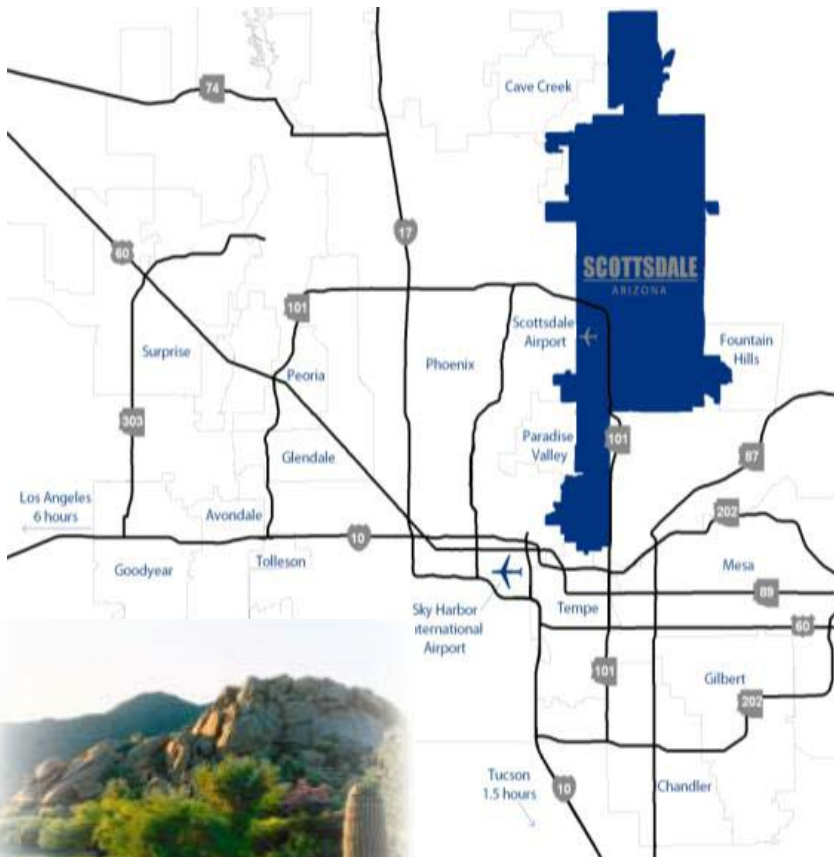 Cave Creek
74
17
60
SCOTTSDALE
ARIZONA
101
Scottsdale
Airport
Fountain
Hills
Surprise
Peoria
Phoenix
303
Paradise
Valley
101
Glendale
87
Los Angeles
6 hours
Avondale
202
10
Goodyear
Tolleson
Mesa
89
Sky Harbor
nternational
Airport
Tempe
60
101
Gilbert
202
Tucson
1.5 hours
10
Chandler